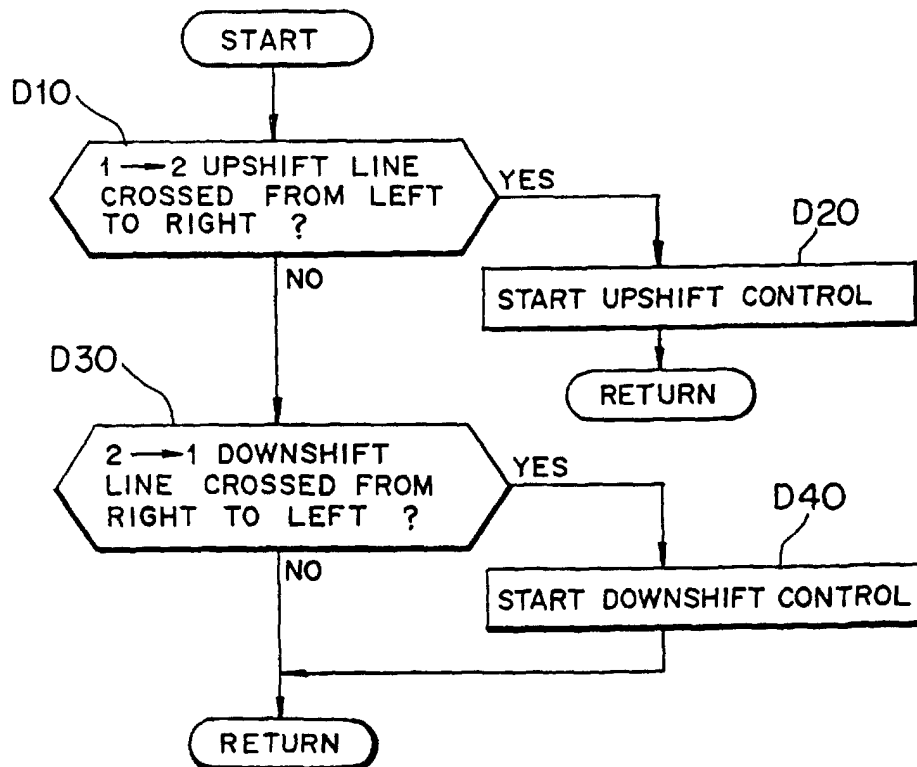 START
D10
1 → 2 UPSHIFT LINE
CROSSED FROM LEFT
TO RIGHT ?
YES
NO
D20
START UPSHIFT CONTROL
RETURN
D30
2 → 1 DOWNSHIFT
LINE CROSSED FROM
RIGHT TO LEFT ?
YES
NO
D40
START DOWNSHIFT CONTROL
RETURN